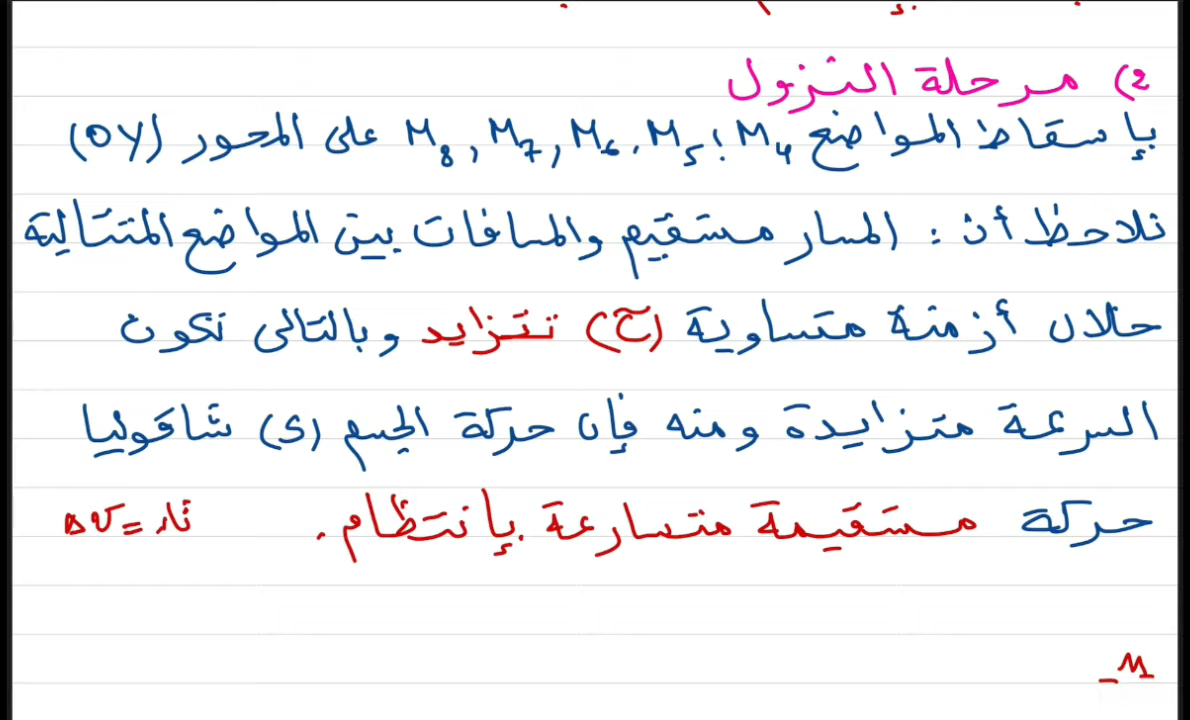 2) مرحلة النزول
بإسقاط المواضع M₄ ؛ M₅ ، M₆ , M₇ , M₈ على المحور (oy)
نلاحظ أن : المسار مستقيم والمسافات بين المواضع المتتالية
خلال أزمنة متساوية (τ) تتزايد وبالتالي تكون
السرعة متزايدة ومنه فإن حركة الجسم (S) شاقوليا
حركة مستقيمة متسارعة بإنتظام . Δv = ثا
M